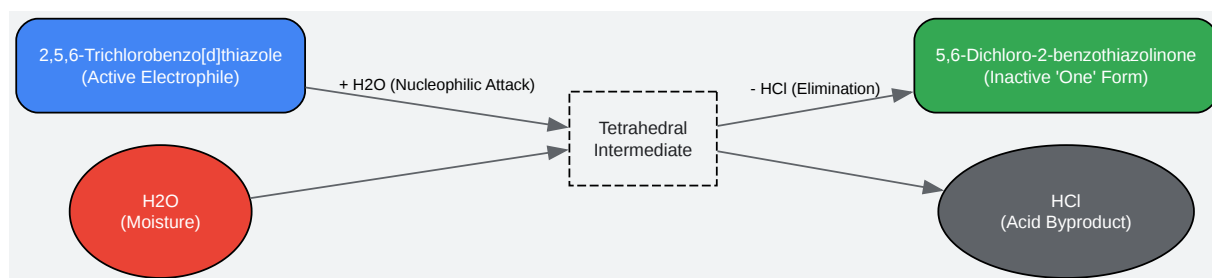 2,5,6-Trichlorobenzo[d]thiazole
(Active Electrophile)
+ H2O (Nucleophilic Attack)
- HCl (Elimination)
5,6-Dichloro-2-benzothiazolinone
(Inactive 'One' Form)
Tetrahedral
Intermediate
H2O
(Moisture)
HCl
(Acid Byproduct)